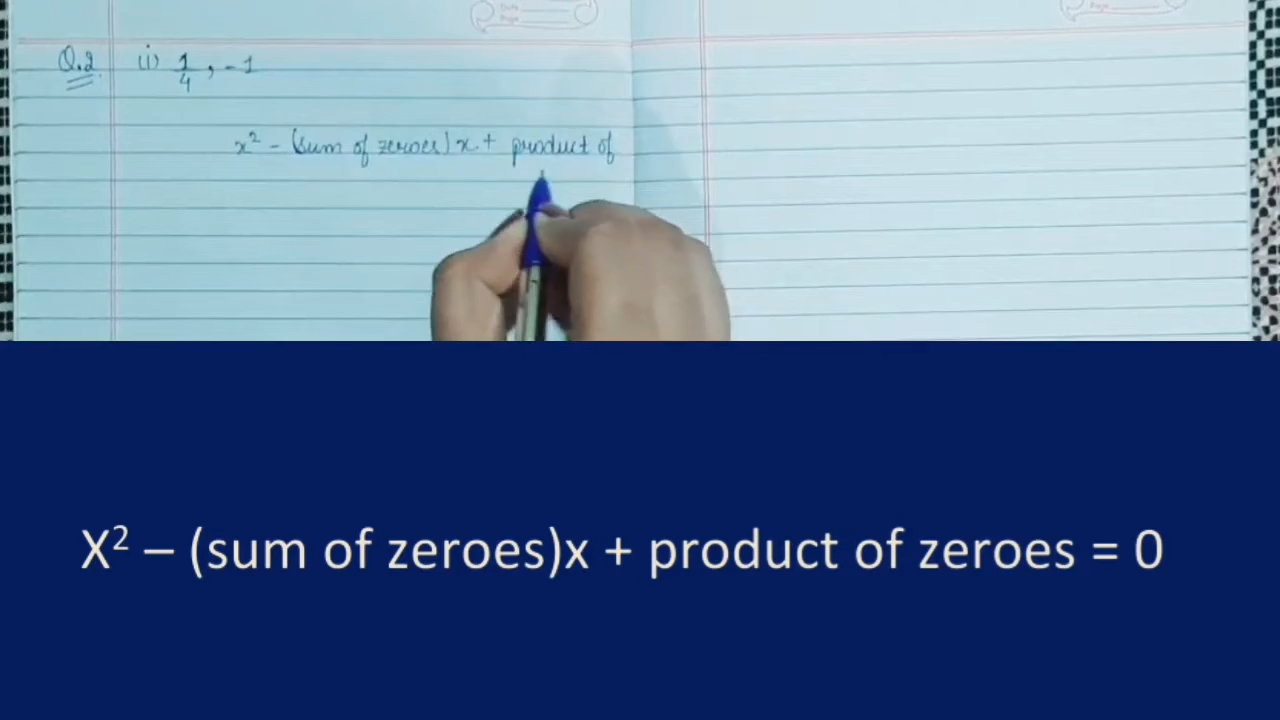 Q.2 (i) 1/4 , -1
x² - (sum of zeroes) x + product of
X² – (sum of zeroes)x + product of zeroes = 0